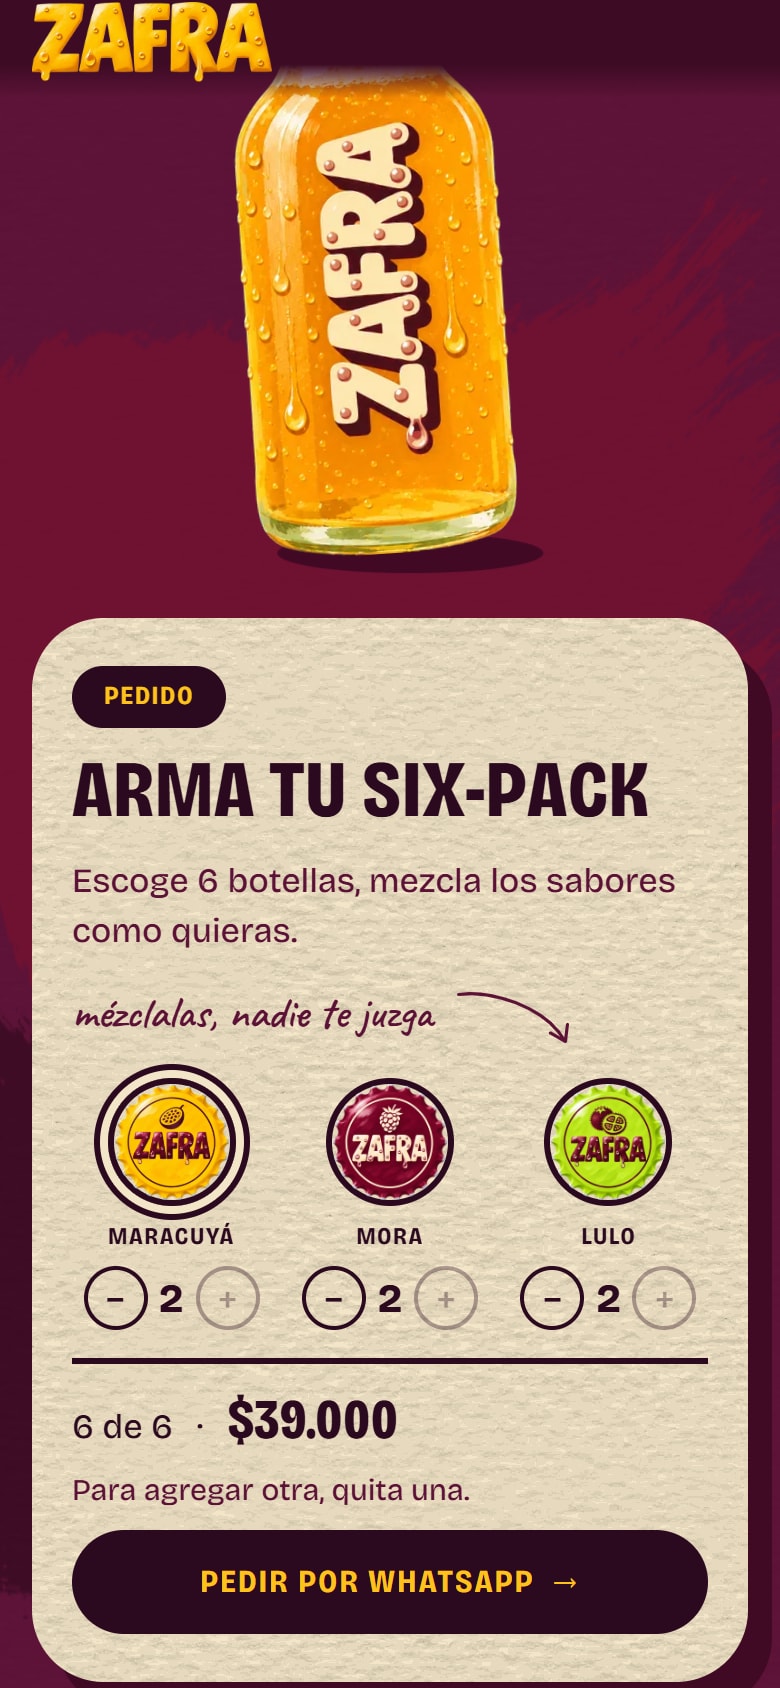 ZAFRA
ZAFRA
PEDIDO
ARMA TU SIX-PACK
Escoge 6 botellas, mezcla los sabores
como quieras.
mézclalas, nadie te juzga
ZAFRA ZAFRA ZAFRA
MARACUYÁ MORA LULO
− 2 + − 2 + − 2 +
6 de 6 · $39.000
Para agregar otra, quita una.
PEDIR POR WHATSAPP →